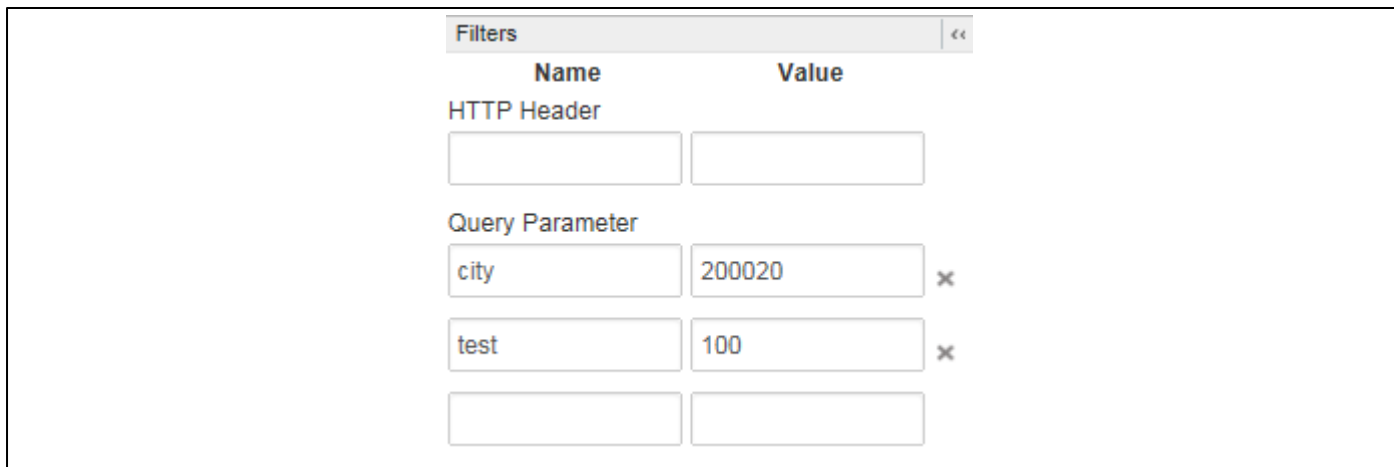 Filters ‹‹
Name Value
HTTP Header
Query Parameter
city 200020
test 100